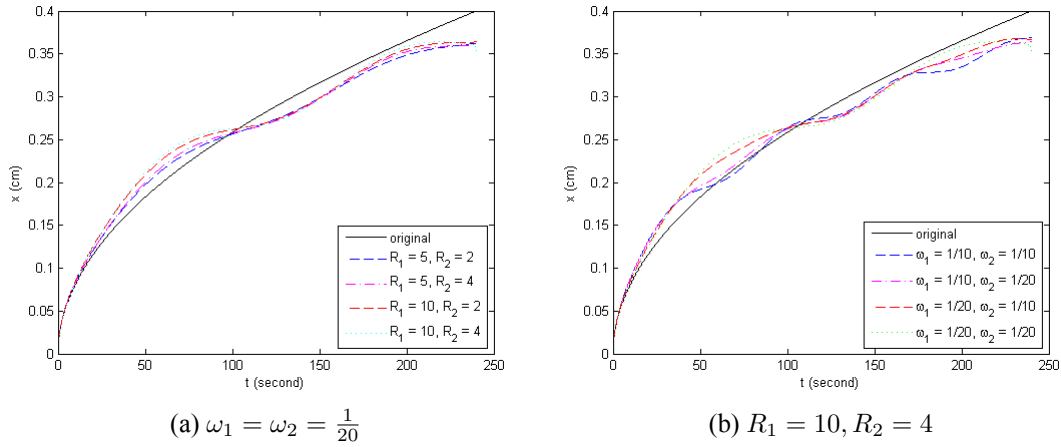 0.4
0.35
0.3
0.25
0.2
0.15
0.1
0.05
0
x (cm)
0 50 100 150 200 250
t (second)
original
R₁ = 5, R₂ = 2
R₁ = 5, R₂ = 4
R₁ = 10, R₂ = 2
R₁ = 10, R₂ = 4
(a) ω₁ = ω₂ = 1/20
0.4
0.35
0.3
0.25
0.2
0.15
0.1
0.05
0
x (cm)
0 50 100 150 200 250
t (second)
original
ω₁ = 1/10, ω₂ = 1/10
ω₁ = 1/10, ω₂ = 1/20
ω₁ = 1/20, ω₂ = 1/10
ω₁ = 1/20, ω₂ = 1/20
(b) R₁ = 10, R₂ = 4